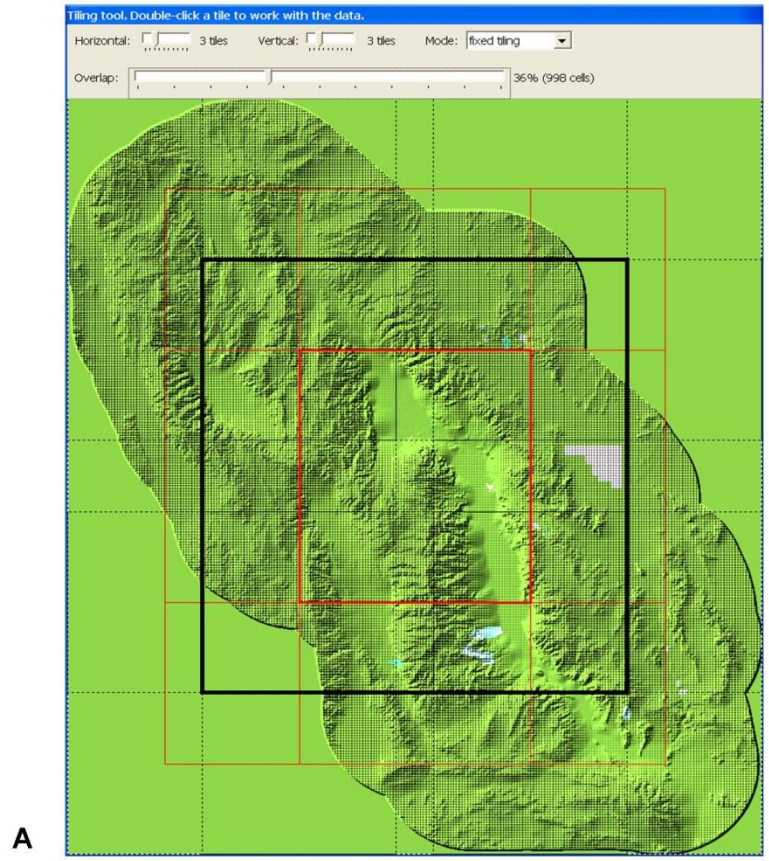 Tiling tool. Double-click a tile to work with the data.
Horizontal: 3 tiles Vertical: 3 tiles Mode: fixed tiling
Overlap: 36% (998 cells)
A